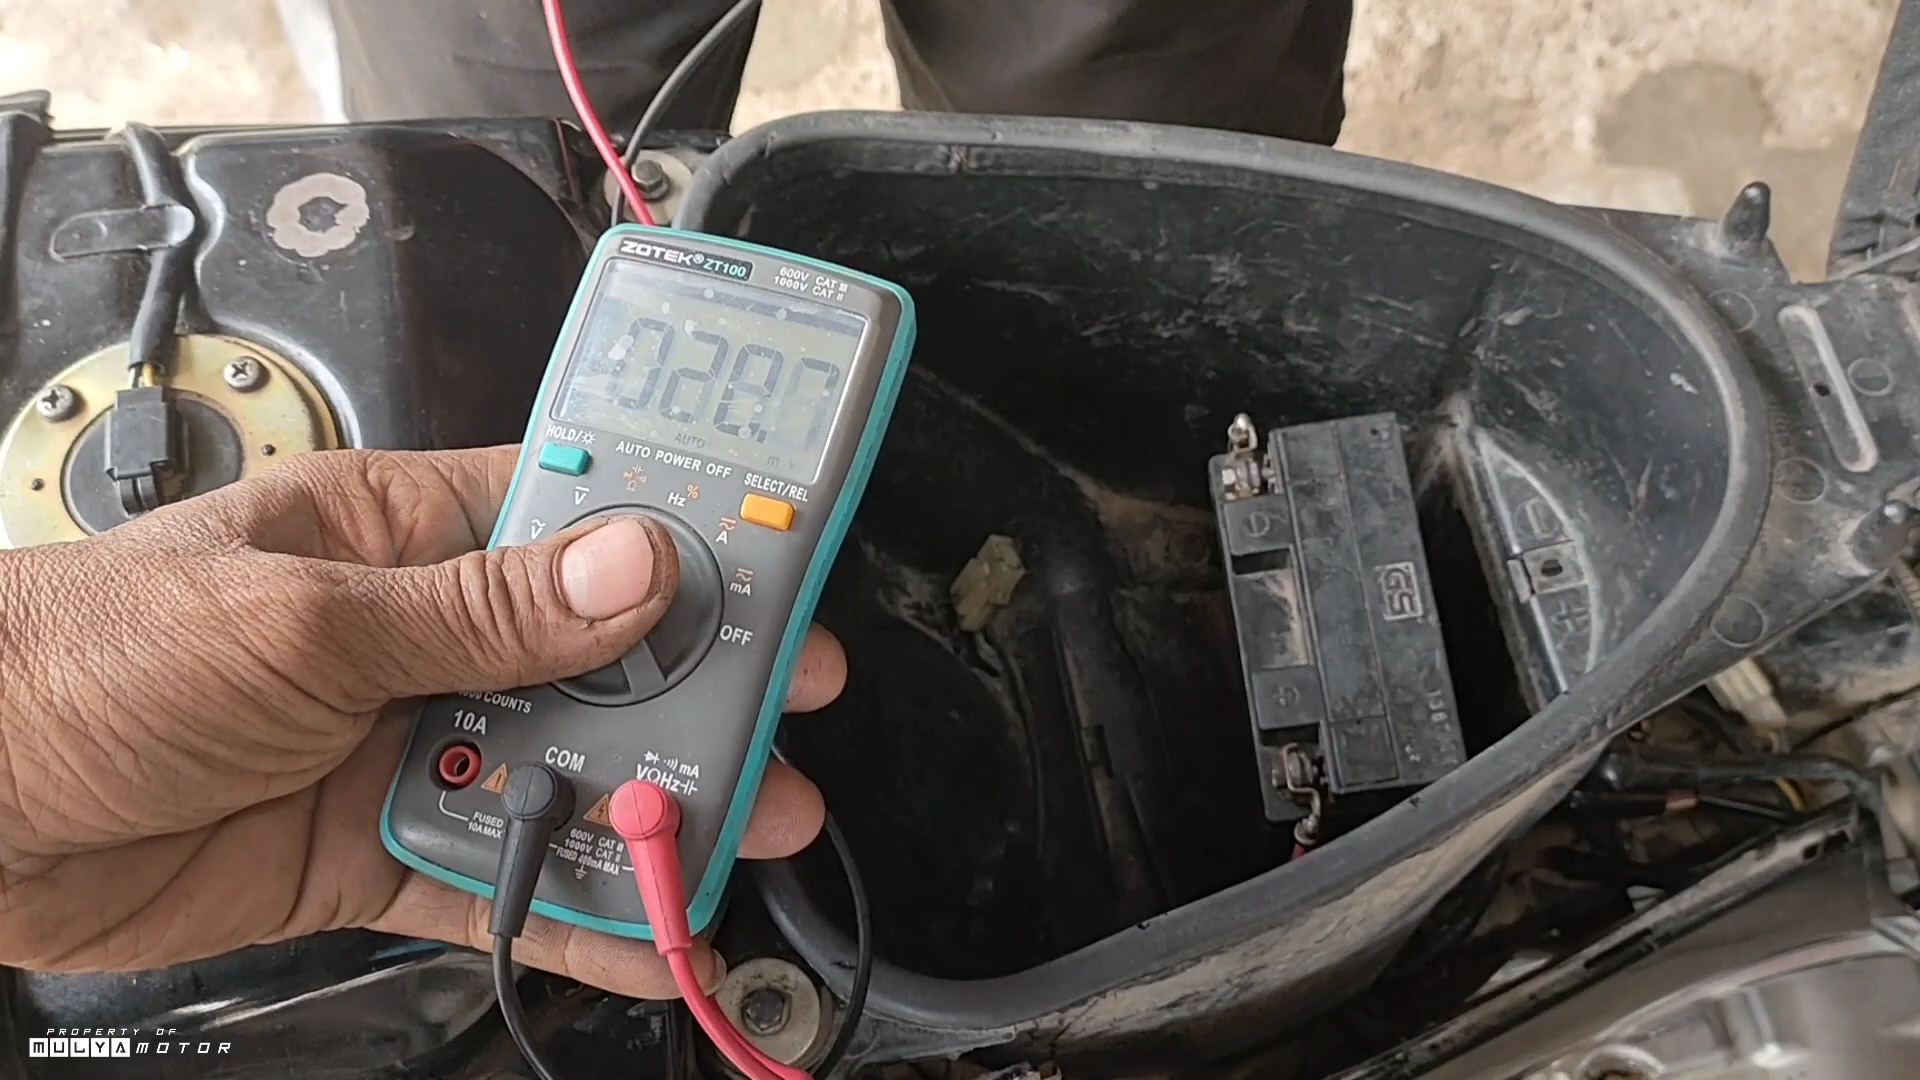 ZOTEK® ZT100
600V CAT III
1000V CAT II
028.7
AUTO
m V
HOLD/
AUTO POWER OFF
SELECT/REL
V
Ω
Hz %
V
A
mA
OFF
COUNTS
10A
COM
mA
VΩHz
FUSED
10A MAX
600V CAT III
1000V CAT II
FUSED 400mA MAX
GS
PROPERTY OF
MULYAMOTOR